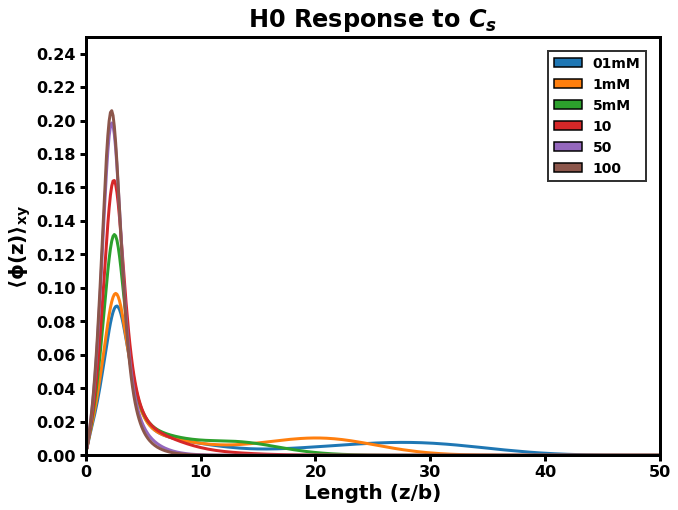 H0 Response to Cₛ
0.24
0.22
0.20
0.18
0.16
0.14
0.12
0.10
0.08
0.06
0.04
0.02
0.00
⟨ϕ(z)⟩xy
01mM
1mM
5mM
10
50
100
0 10 20 30 40 50
Length (z/b)